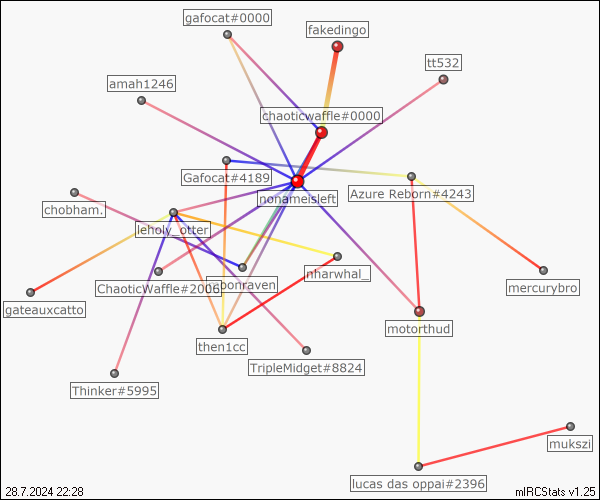 gafocat#0000
fakedingo
tt532
amah1246
chaoticwaffle#0000
Gafocat#4189
Azure Reborn#4243
nonameisleft
chobham.
leholy_otter
nharwhal_
ChaoticWaffle#2006
mercurybro
gateauxcatto
motorthud
then1cc
TripleMidget#8824
Thinker#5995
mukszi
lucas das oppai#2396
28.7.2024 22:28
mIRCStats v1.25